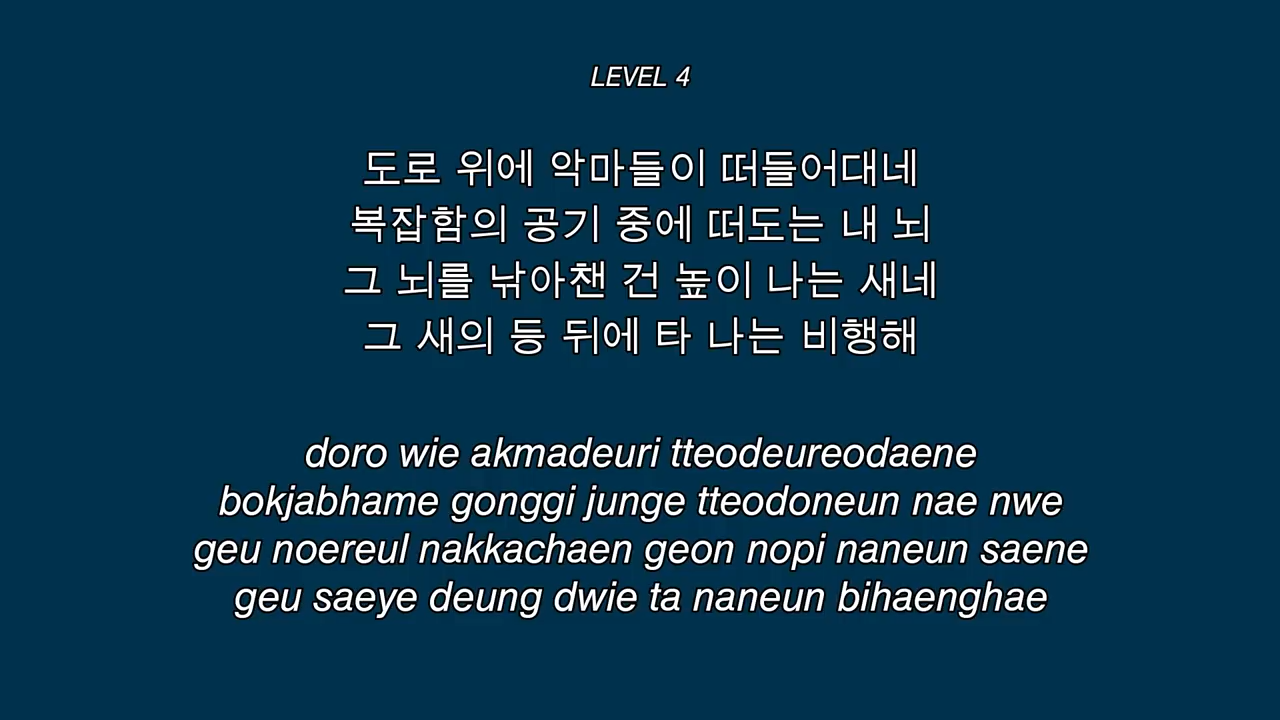 LEVEL 4
도로 위에 악마들이 떠들어대네
복잡함의 공기 중에 떠도는 내 뇌
그 뇌를 낚아챈 건 높이 나는 새네
그 새의 등 뒤에 타 나는 비행해
doro wie akmadeuri tteodeureodaene
bokjabhame gonggi junge tteodoneun nae nwe
geu noereul nakkachaen geon nopi naneun saene
geu saeye deung dwie ta naneun bihaenghae